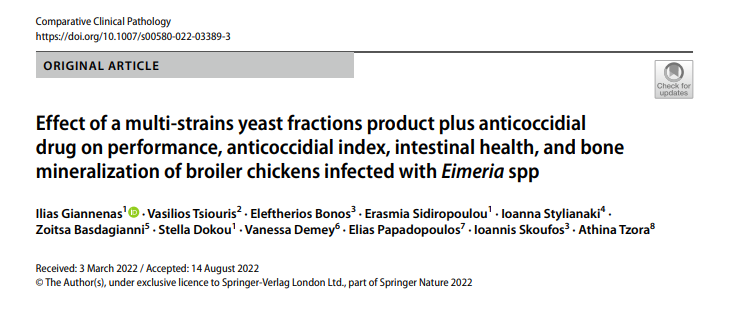 Comparative Clinical Pathology
https://doi.org/10.1007/s00580-022-03389-3
ORIGINAL ARTICLE
Check for
updates
Effect of a multi-strains yeast fractions product plus anticoccidial
drug on performance, anticoccidial index, intestinal health, and bone
mineralization of broiler chickens infected with Eimeria spp
Ilias Giannenas¹ iD · Vasilios Tsiouris² · Eleftherios Bonos³ · Erasmia Sidiropoulou¹ · Ioanna Stylianaki⁴ ·
Zoitsa Basdagianni⁵ · Stella Dokou¹ · Vanessa Demey⁶ · Elias Papadopoulos⁷ · Ioannis Skoufos³ · Athina Tzora⁸
Received: 3 March 2022 / Accepted: 14 August 2022
© The Author(s), under exclusive licence to Springer-Verlag London Ltd., part of Springer Nature 2022